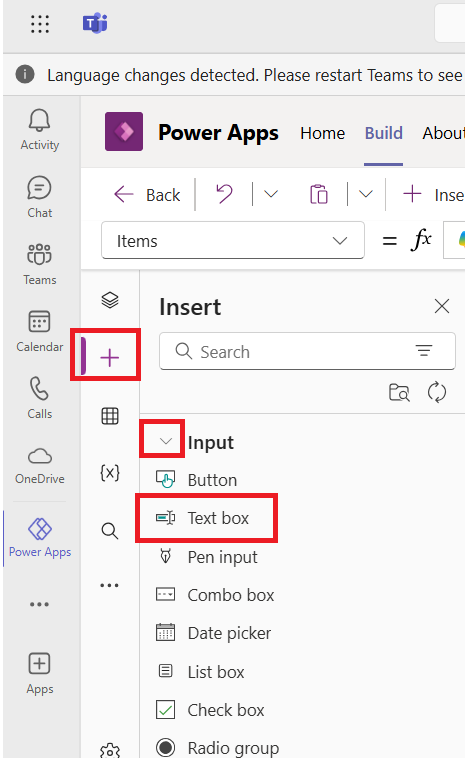 Language changes detected. Please restart Teams to see
Activity
Chat
Teams
Calendar
Calls
OneDrive
Power Apps
Apps
Power Apps Home Build Abou
Back Inse
Items = fx
Insert
Search
{x}
Input
Button
Text box
Pen input
Combo box
Date picker
List box
Check box
Radio group